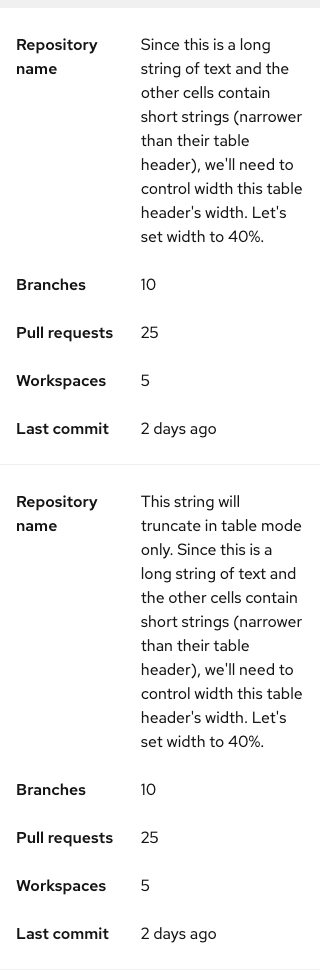 Repository name
Since this is a long
string of text and the
other cells contain
short strings (narrower
than their table
header), we'll need to
control width this table
header's width. Let's
set width to 40%.
Branches 10
Pull requests 25
Workspaces 5
Last commit 2 days ago
Repository name
This string will
truncate in table mode
only. Since this is a
long string of text and
the other cells contain
short strings (narrower
than their table
header), we'll need to
control width this table
header's width. Let's
set width to 40%.
Branches 10
Pull requests 25
Workspaces 5
Last commit 2 days ago